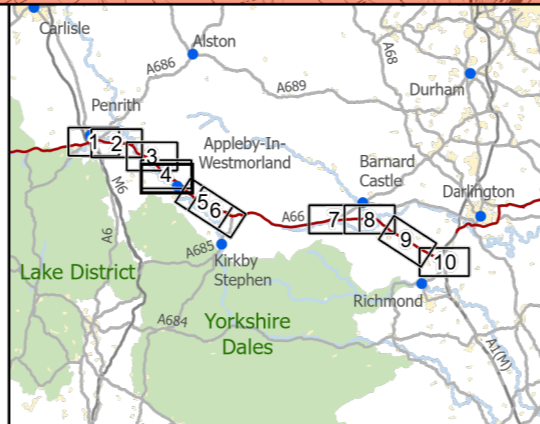 Carlisle
Alston
A686
A689
A68
Durham
Penrith
1
2
3
4
5
6
7
8
9
10
Appleby-In-
Westmorland
Barnard
Castle
Darlington
M6
A6
A66
A685
Kirkby
Stephen
Lake District
Richmond
A684
Yorkshire
Dales
A1(M)